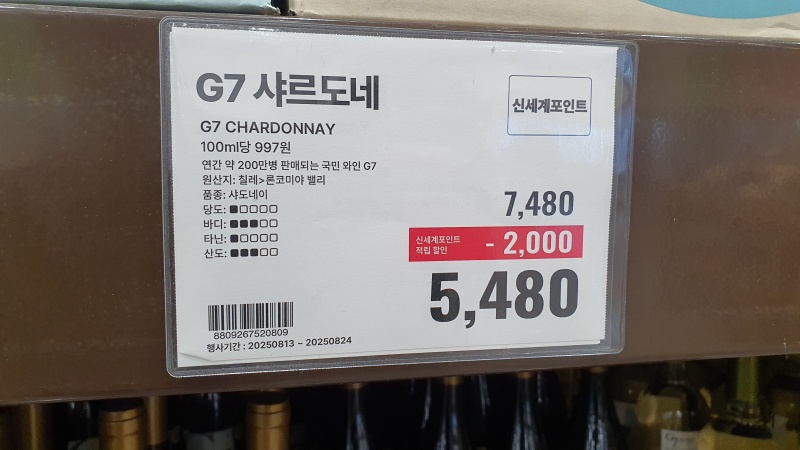 G7 샤르도네
신세계포인트
G7 CHARDONNAY
100ml당 997원
연간 약 200만병 판매되는 국민 와인 G7
원산지: 칠레>론코미야 밸리
품종: 샤도네이
당도: ■□□□□
바디: ■■■□□
타닌: ■□□□□
산도: ■■■□□
7,480
신세계포인트
적립 할인
- 2,000
5,480
8809267520809
행사기간 : 20250813 ~ 20250824